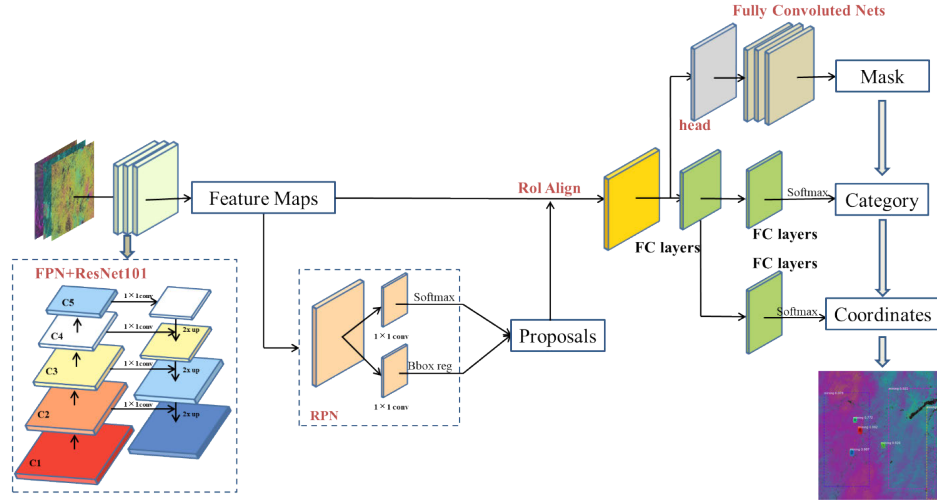 Fully Convoluted Nets
Mask
head
Feature Maps
RoI Align
Softmax
Category
FC layers
FC layers
FC layers
Softmax
Coordinates
FPN+ResNet101
C5
1×1conv
C4
1×1conv
2x up
C3
1×1conv
2x up
C2
1×1conv
2x up
C1
Softmax
1×1 conv
Proposals
Bbox reg
RPN
1×1 conv